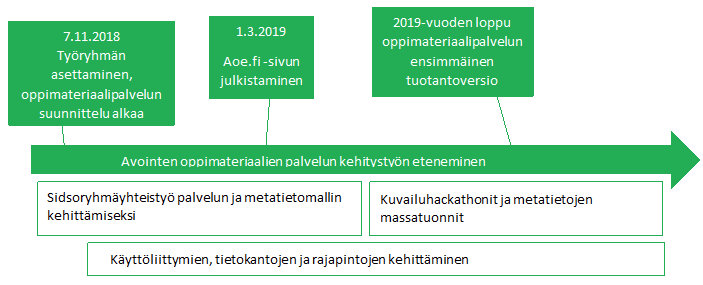 7.11.2018
Työryhmän
asettaminen,
oppimateriaalipalvelun
suunnittelu alkaa
1.3.2019
Aoe.fi -sivun
julkistaminen
2019-vuoden loppu
oppimateriaalipalvelun
ensimmäinen
tuotantoversio
Avointen oppimateriaalien palvelun kehitystyön eteneminen
Sidsoryhmäyhteistyö palvelun ja metatietomallin
kehittämiseksi
Kuvailuhackathonit ja metatietojen
massatuonnit
Käyttöliittymien, tietokantojen ja rajapintojen kehittäminen